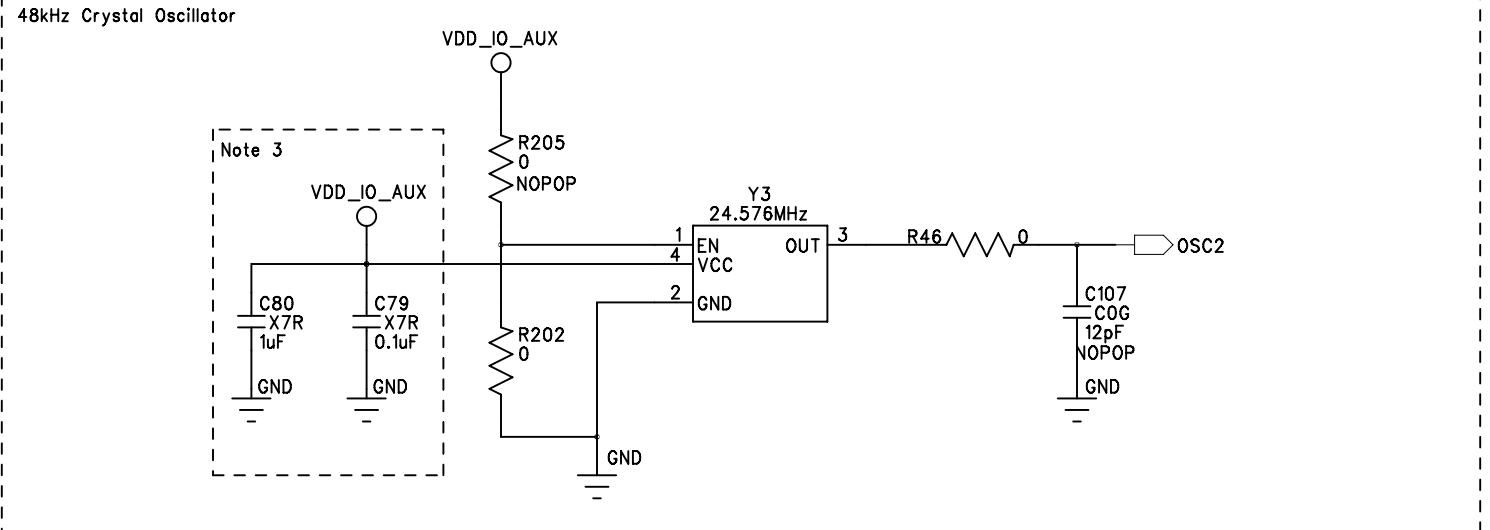 48kHz Crystal Oscillator
VDD_IO_AUX
R205
0
NOPOP
Note 3
VDD_IO_AUX
C80
X7R
1uF
GND
C79
X7R
0.1uF
GND
R202
0
GND
Y3
24.576MHz
1
EN
4
VCC
2
GND
OUT
3
R46
0
OSC2
C107
COG
12pF
NOPOP
GND